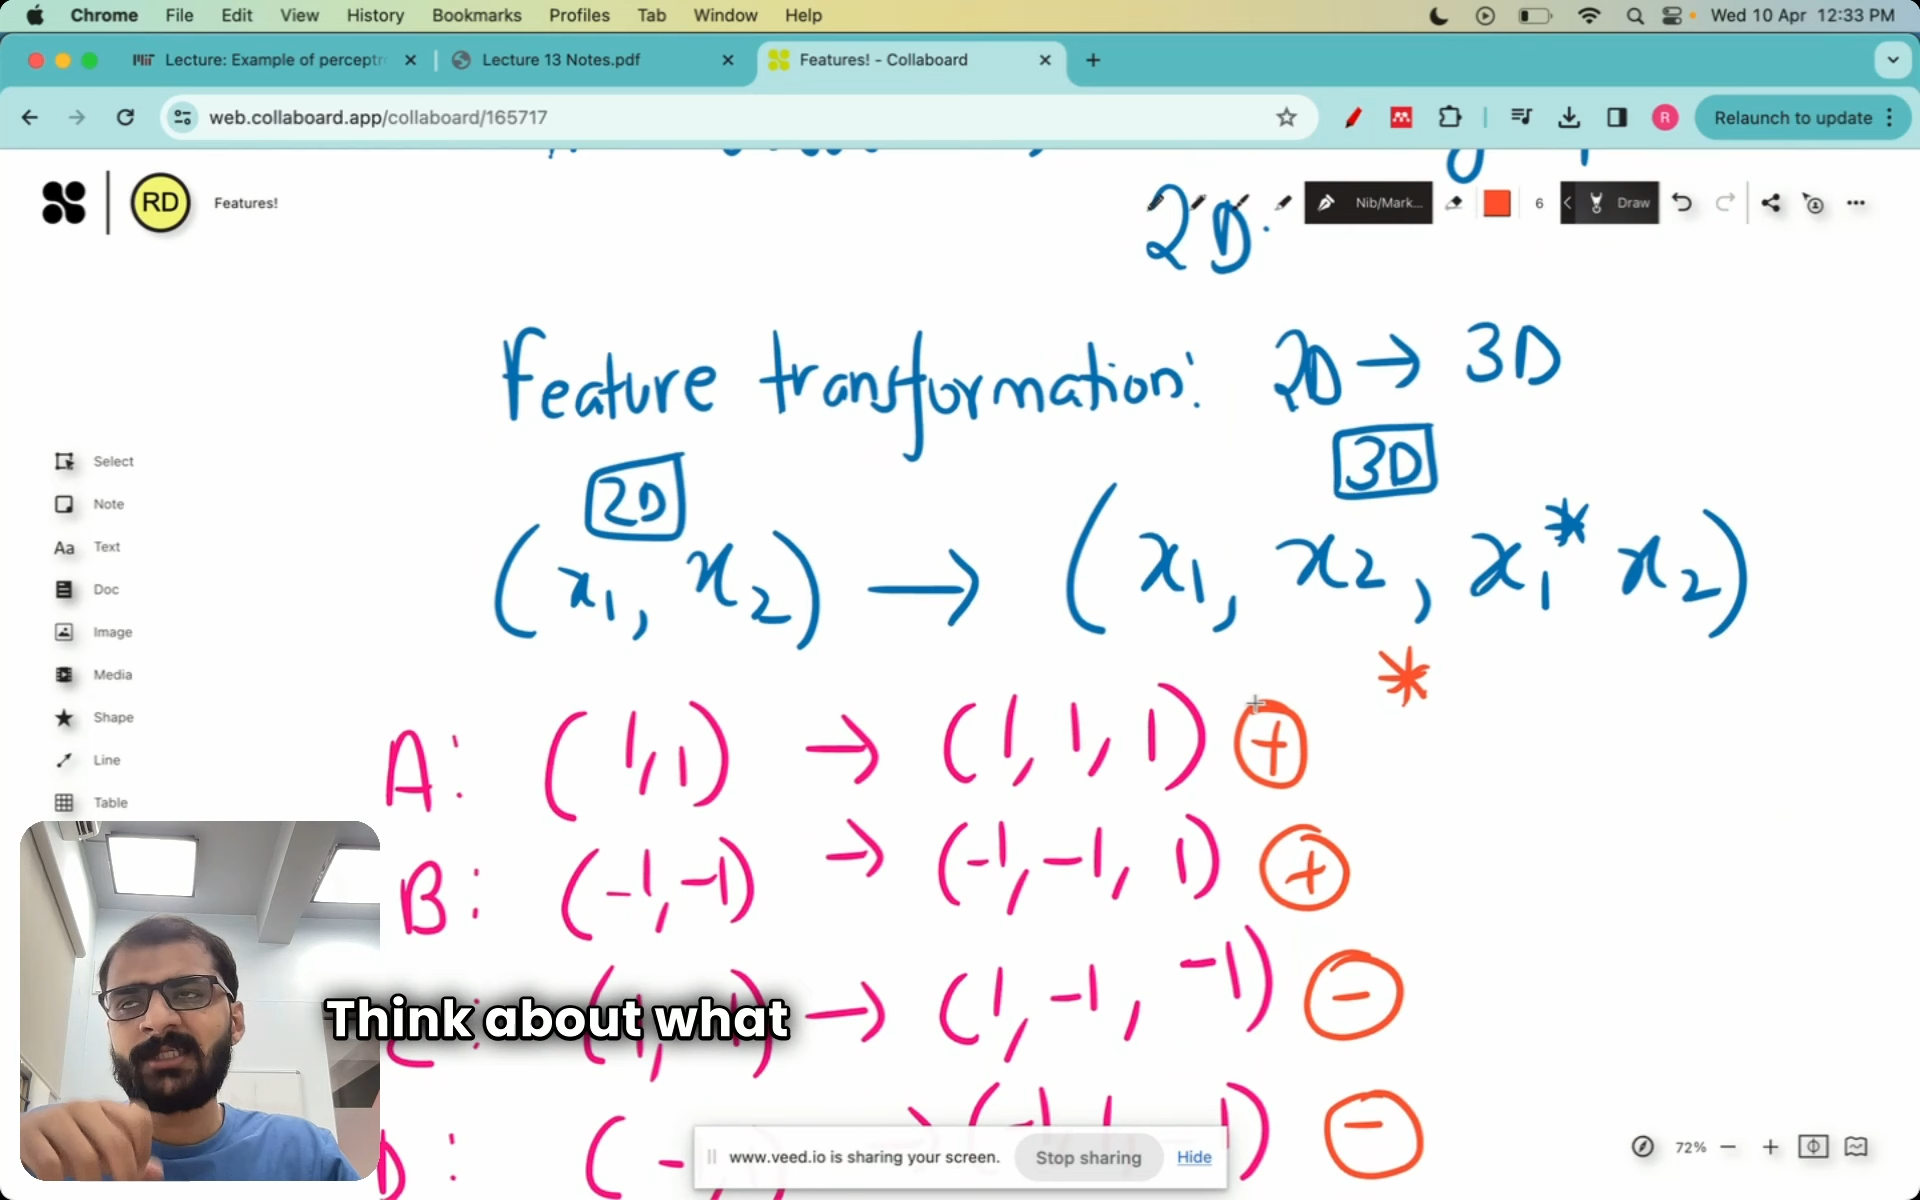 Chrome File Edit View History Bookmarks Profiles Tab Window Help Wed 10 Apr 12:33 PM
Lecture: Example of perceptr Lecture 13 Notes.pdf Features! - Collaboard
web.collaboard.app/collaboard/165717 R Relaunch to update
RD Features! Nib/Mark... 6 Draw
2D.
Feature transformation: 2D → 3D
2D 3D
(x1, x2) → (x1, x2, x1* x2)
*
Select
Note
Text
Doc
Image
Media
Shape
Line
Table
A: (1,1) → (1, 1, 1) +
B: (-1,-1) → (-1, -1, 1) +
→ (1, -1, -1) −
Think about what
D: −
www.veed.io is sharing your screen. Stop sharing Hide
72%